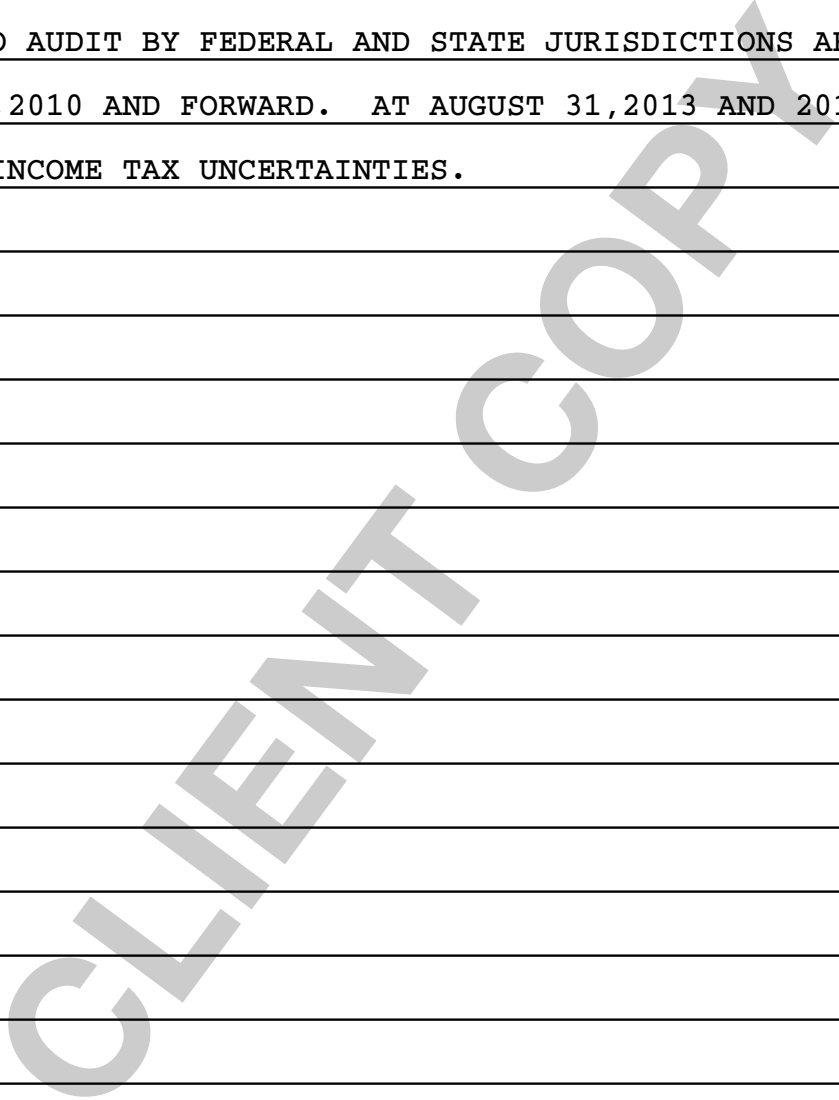 AUDIT BY FEDERAL AND STATE JURISDICTIONS
2010 AND FORWARD. AT AUGUST 31,2013 AND
INCOME TAX UNCERTAINTIES.
CLIENT COPY